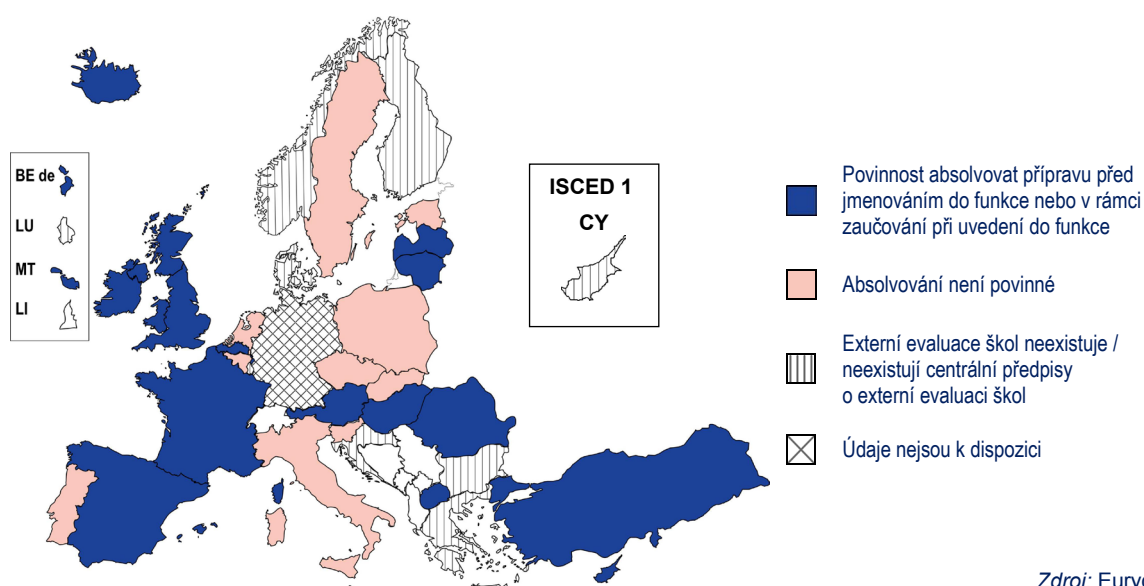 BE de
LU
MT
LI
ISCED 1
CY
Povinnost absolvovat přípravu před
jmenováním do funkce nebo v rámci
zaučování při uvedení do funkce
Absolvování není povinné
Externí evaluace škol neexistuje /
neexistují centrální předpisy
o externí evaluaci škol
Údaje nejsou k dispozici
Zdroj: Eury